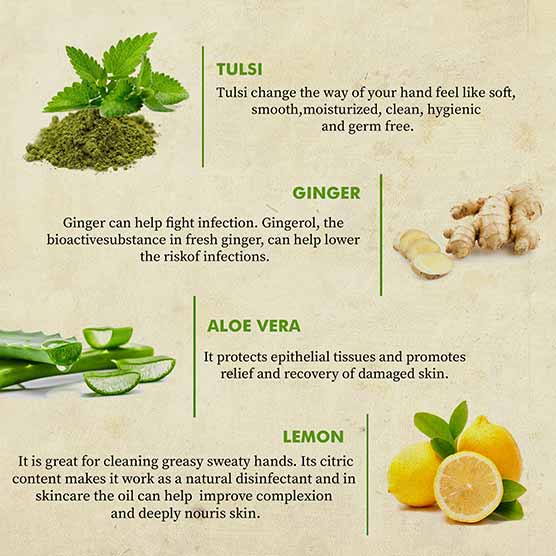 TULSI
Tulsi change the way of your hand feel like soft,
smooth,moisturized, clean, hygienic
and germ free.
GINGER
Ginger can help fight infection. Gingerol, the
bioactivesubstance in fresh ginger, can help lower
the riskof infections.
ALOE VERA
It protects epithelial tissues and promotes
relief and recovery of damaged skin.
LEMON
It is great for cleaning greasy sweaty hands. Its citric
content makes it work as a natural disinfectant and in
skincare the oil can help improve complexion
and deeply nouris skin.